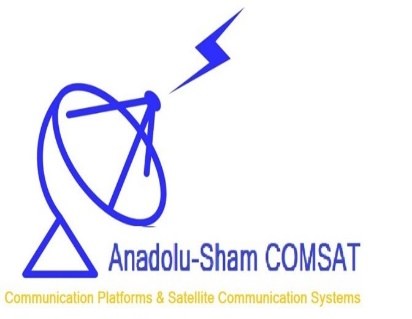 Anadolu-Sham COMSAT
Communication Platforms & Satellite Communication Systems